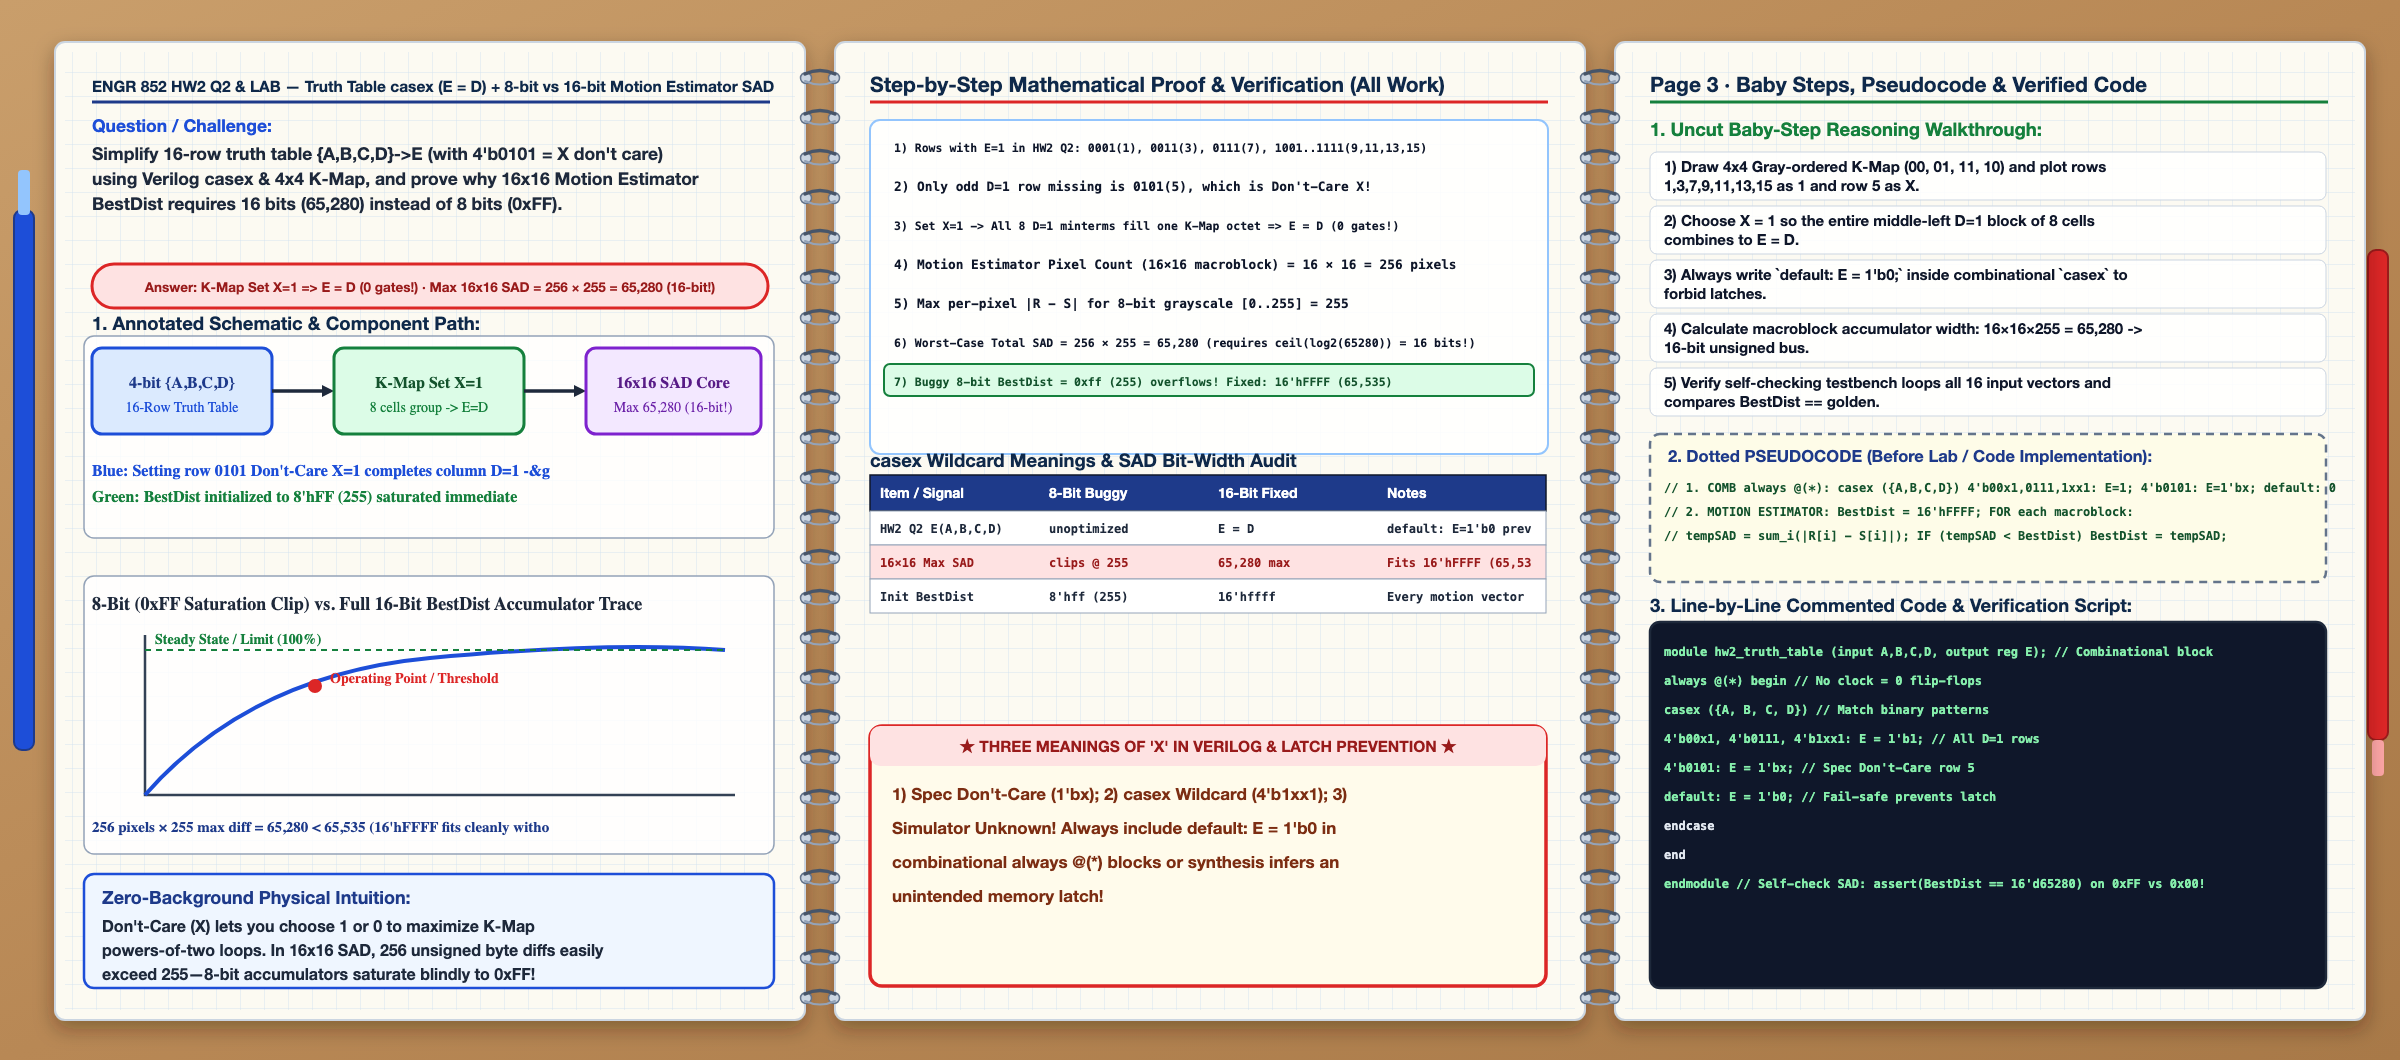 ENGR 852 HW2 Q2 & LAB — Truth Table casex (E = D) + 8-bit vs 16-bit Motion Estimator SAD
Question / Challenge:
Simplify 16-row truth table {A,B,C,D}->E (with 4'b0101 = X don't care)
using Verilog casex & 4x4 K-Map, and prove why 16x16 Motion Estimator
BestDist requires 16 bits (65,280) instead of 8 bits (0xFF).
Answer: K-Map Set X=1 => E = D (0 gates!) · Max 16x16 SAD = 256 × 255 = 65,280 (16-bit!)
1. Annotated Schematic & Component Path:
4-bit {A,B,C,D}
16-Row Truth Table
K-Map Set X=1
8 cells group -> E=D
16x16 SAD Core
Max 65,280 (16-bit!)
Blue: Setting row 0101 Don't-Care X=1 completes column D=1 -&g
Green: BestDist initialized to 8'hFF (255) saturated immediate
8-Bit (0xFF Saturation Clip) vs. Full 16-Bit BestDist Accumulator Trace
Steady State / Limit (100%)
Operating Point / Threshold
256 pixels × 255 max diff = 65,280 < 65,535 (16'hFFFF fits cleanly witho
Zero-Background Physical Intuition:
Don't-Care (X) lets you choose 1 or 0 to maximize K-Map
powers-of-two loops. In 16x16 SAD, 256 unsigned byte diffs easily
exceed 255—8-bit accumulators saturate blindly to 0xFF!
Step-by-Step Mathematical Proof & Verification (All Work)
1) Rows with E=1 in HW2 Q2: 0001(1), 0011(3), 0111(7), 1001..1111(9,11,13,15)
2) Only odd D=1 row missing is 0101(5), which is Don't-Care X!
3) Set X=1 -> All 8 D=1 minterms fill one K-Map octet => E = D (0 gates!)
4) Motion Estimator Pixel Count (16×16 macroblock) = 16 × 16 = 256 pixels
5) Max per-pixel |R - S| for 8-bit grayscale [0..255] = 255
6) Worst-Case Total SAD = 256 × 255 = 65,280 (requires ceil(log2(65280)) = 16 bits!)
7) Buggy 8-bit BestDist = 0xff (255) overflows! Fixed: 16'hFFFF (65,535)
casex Wildcard Meanings & SAD Bit-Width Audit
Item / Signal 8-Bit Buggy 16-Bit Fixed Notes
HW2 Q2 E(A,B,C,D) unoptimized E = D default: E=1'b0 prev
16×16 Max SAD clips @ 255 65,280 max Fits 16'hFFFF (65,53
Init BestDist 8'hff (255) 16'hffff Every motion vector
★ THREE MEANINGS OF 'X' IN VERILOG & LATCH PREVENTION ★
1) Spec Don't-Care (1'bx); 2) casex Wildcard (4'b1xx1); 3)
Simulator Unknown! Always include default: E = 1'b0 in
combinational always @(*) blocks or synthesis infers an
unintended memory latch!
Page 3 · Baby Steps, Pseudocode & Verified Code
1. Uncut Baby-Step Reasoning Walkthrough:
1) Draw 4x4 Gray-ordered K-Map (00, 01, 11, 10) and plot rows
1,3,7,9,11,13,15 as 1 and row 5 as X.
2) Choose X = 1 so the entire middle-left D=1 block of 8 cells
combines to E = D.
3) Always write `default: E = 1'b0;` inside combinational `casex` to
forbid latches.
4) Calculate macroblock accumulator width: 16×16×255 = 65,280 ->
16-bit unsigned bus.
5) Verify self-checking testbench loops all 16 input vectors and
compares BestDist == golden.
2. Dotted PSEUDOCODE (Before Lab / Code Implementation):
// 1. COMB always @(*): casex ({A,B,C,D}) 4'b00x1,0111,1xx1: E=1; 4'b0101: E=1'bx; default: 0
// 2. MOTION ESTIMATOR: BestDist = 16'hFFFF; FOR each macroblock:
// tempSAD = sum_i(|R[i] - S[i]|); IF (tempSAD < BestDist) BestDist = tempSAD;
3. Line-by-Line Commented Code & Verification Script:
module hw2_truth_table (input A,B,C,D, output reg E); // Combinational block
always @(*) begin // No clock = 0 flip-flops
casex ({A, B, C, D}) // Match binary patterns
4'b00x1, 4'b0111, 4'b1xx1: E = 1'b1; // All D=1 rows
4'b0101: E = 1'bx; // Spec Don't-Care row 5
default: E = 1'b0; // Fail-safe prevents latch
endcase
end
endmodule // Self-check SAD: assert(BestDist == 16'd65280) on 0xFF vs 0x00!